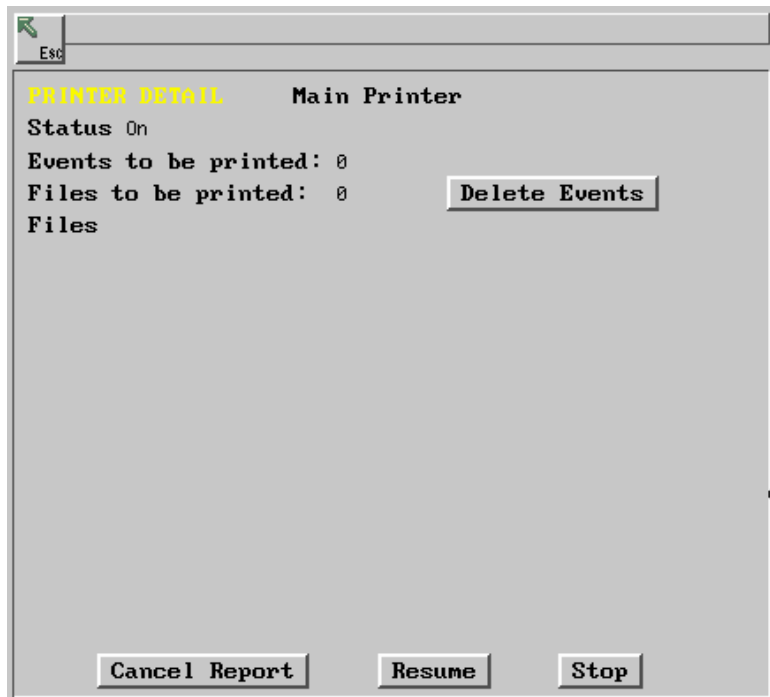 Esc
PRINTER DETAIL Main Printer
Status On
Events to be printed: 0
Files to be printed: 0 Delete Events
Files
Cancel Report Resume Stop